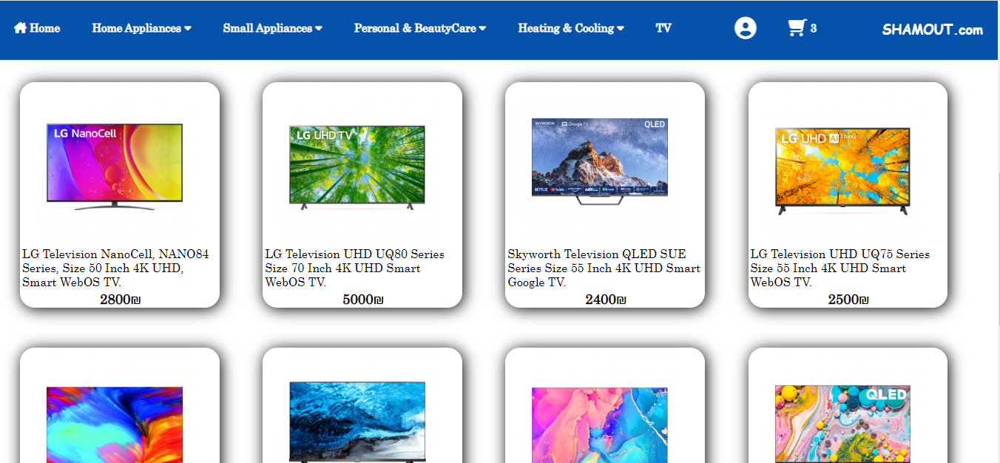 Home
Home Appliances
Small Appliances
Personal & BeautyCare
Heating & Cooling
TV
3
SHAMOUT.com
LG NanoCell
LG UHD TV
SKYWORTH Google TV QLED
NETFLIX YouTube prime video
LG UHD AI ThinQ
LG Television NanoCell, NANO84
Series, Size 50 Inch 4K UHD,
Smart WebOS TV.
2800₪
LG Television UHD UQ80 Series
Size 70 Inch 4K UHD Smart
WebOS TV.
5000₪
Skyworth Television QLED SUE
Series Size 55 Inch 4K UHD Smart
Google TV.
2400₪
LG Television UHD UQ75 Series
Size 55 Inch 4K UHD Smart
WebOS TV.
2500₪
QLED